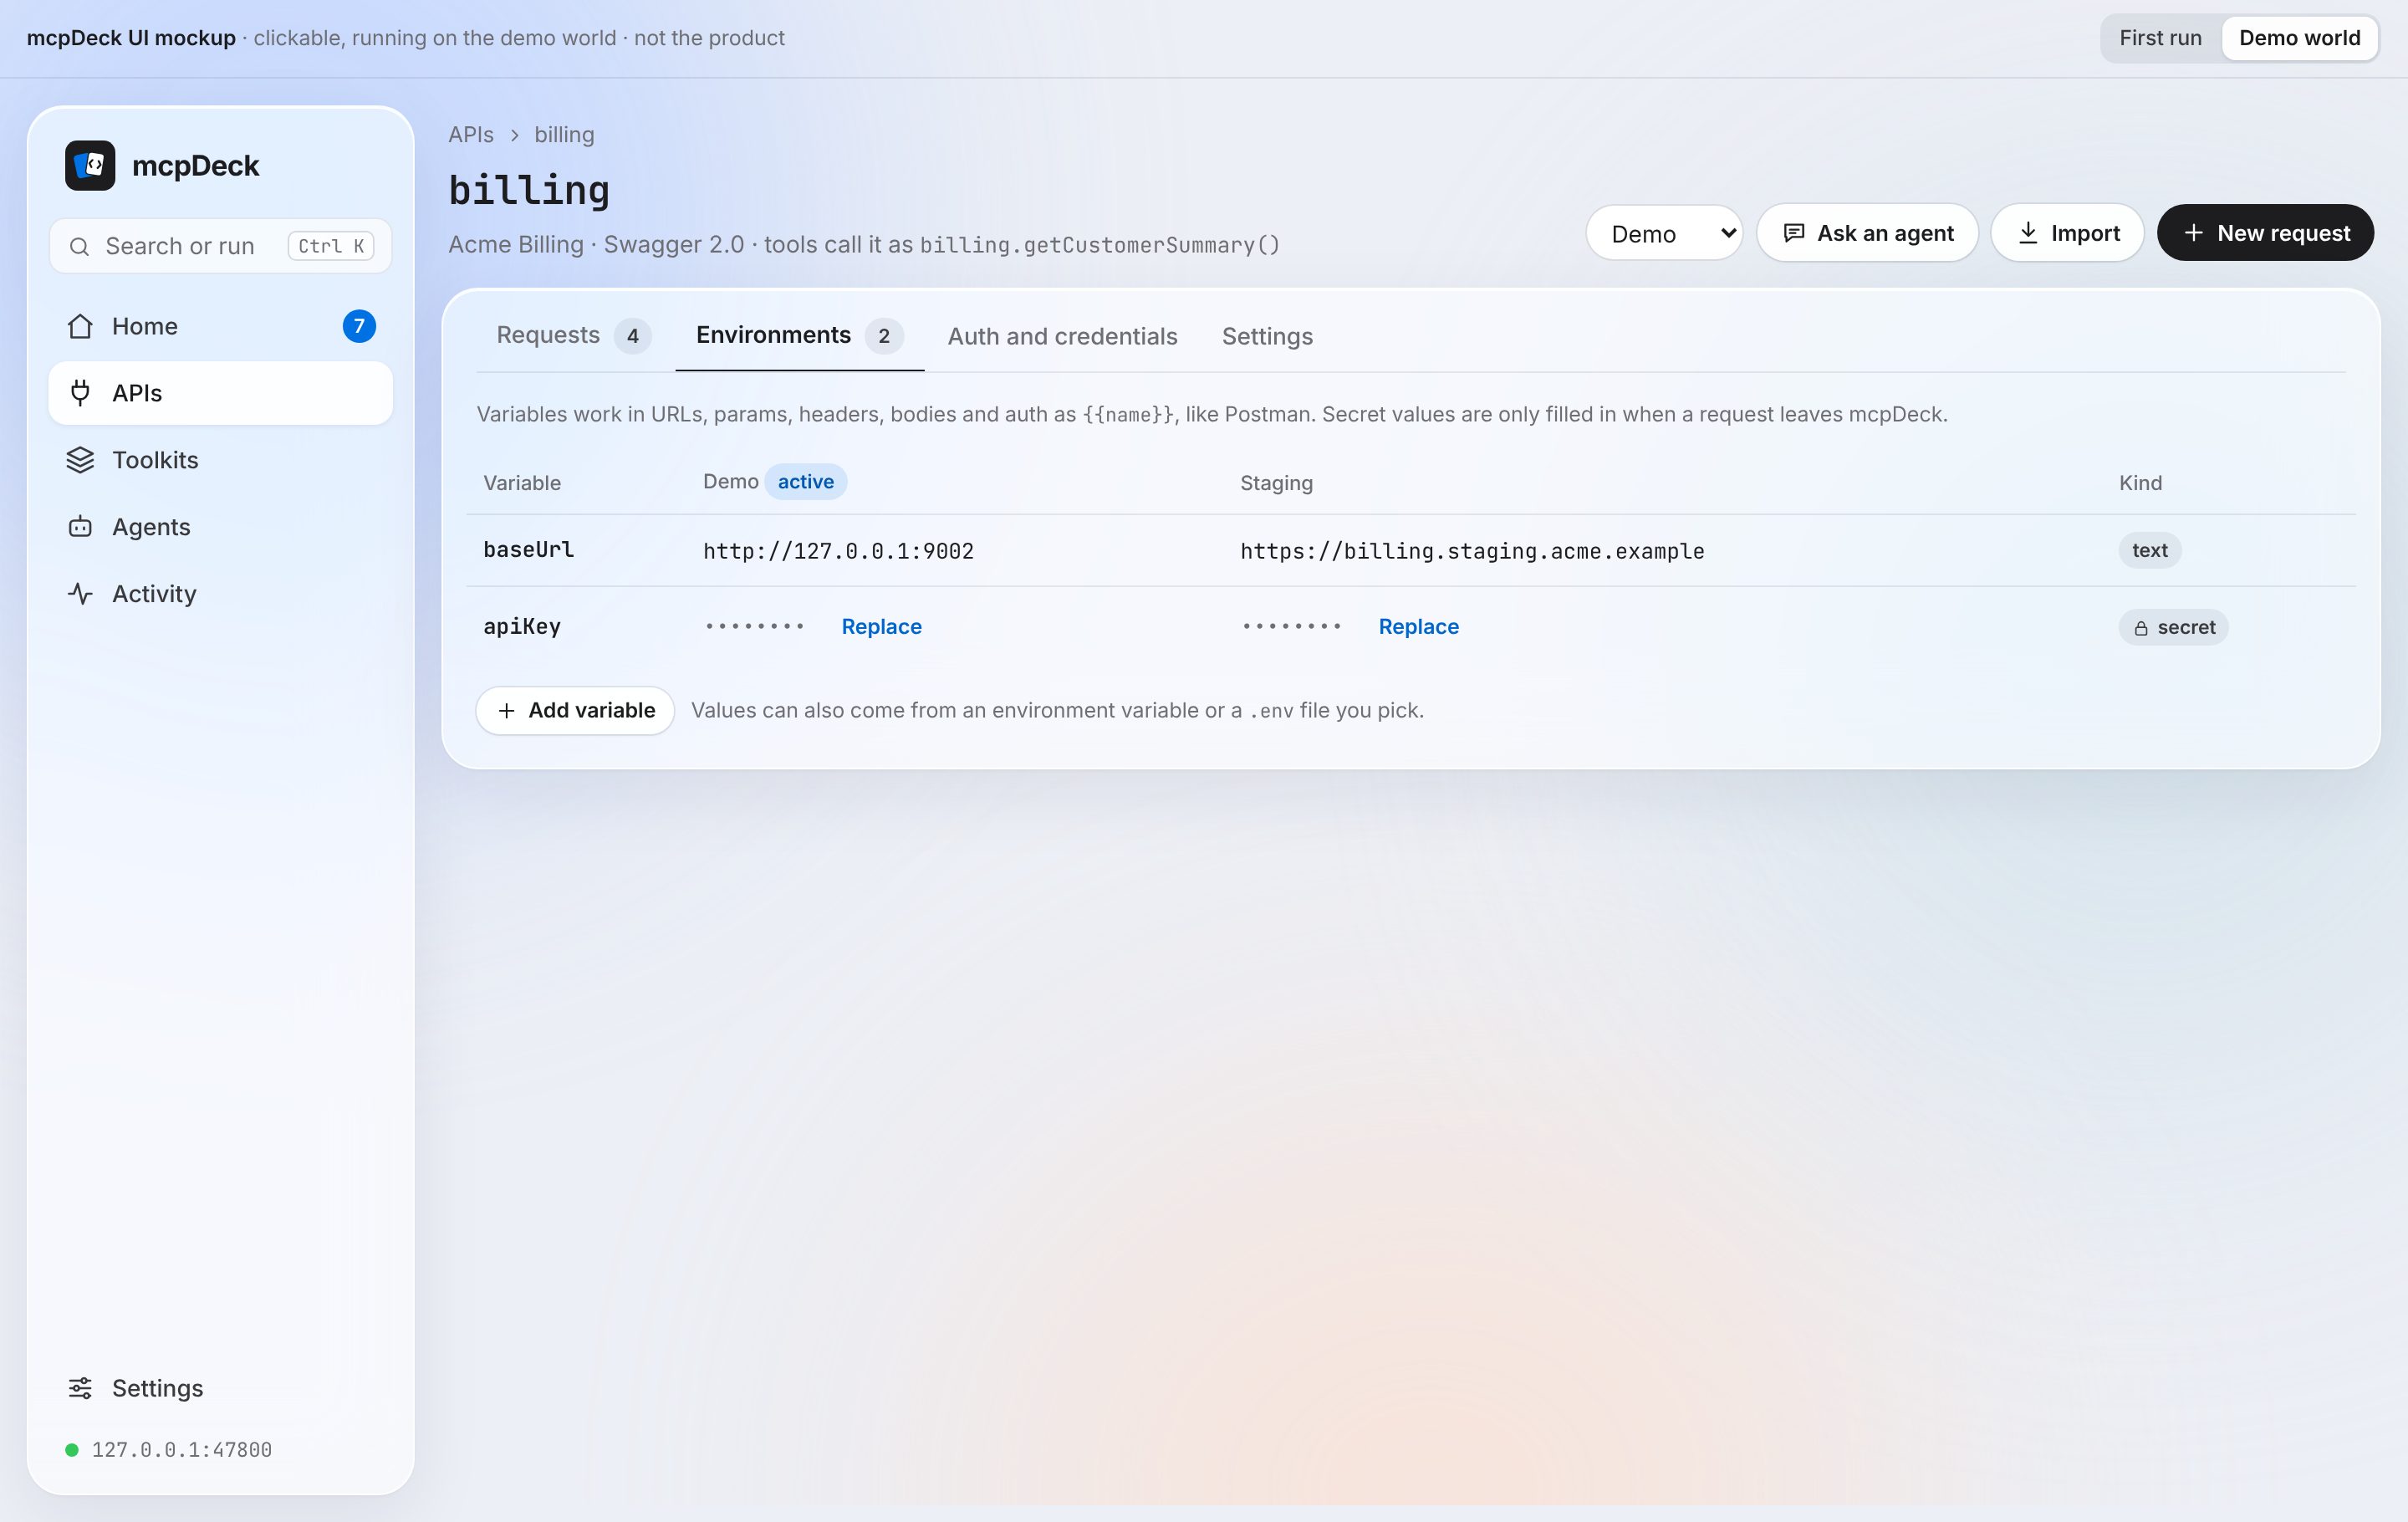 mcpDeck UI mockup · clickable, running on the demo world · not the product
First run
Demo world
mcpDeck
Search or run
Ctrl K
Home
7
APIs
Toolkits
Agents
Activity
Settings
127.0.0.1:47800
APIs > billing
billing
Acme Billing · Swagger 2.0 · tools call it as billing.getCustomerSummary()
Demo
Ask an agent
Import
New request
Requests 4
Environments 2
Auth and credentials
Settings
Variables work in URLs, params, headers, bodies and auth as {{name}}, like Postman. Secret values are only filled in when a request leaves mcpDeck.
Variable
Demo active
Staging
Kind
baseUrl
http://127.0.0.1:9002
https://billing.staging.acme.example
text
apiKey
•••••••• Replace
•••••••• Replace
secret
+ Add variable
Values can also come from an environment variable or a .env file you pick.